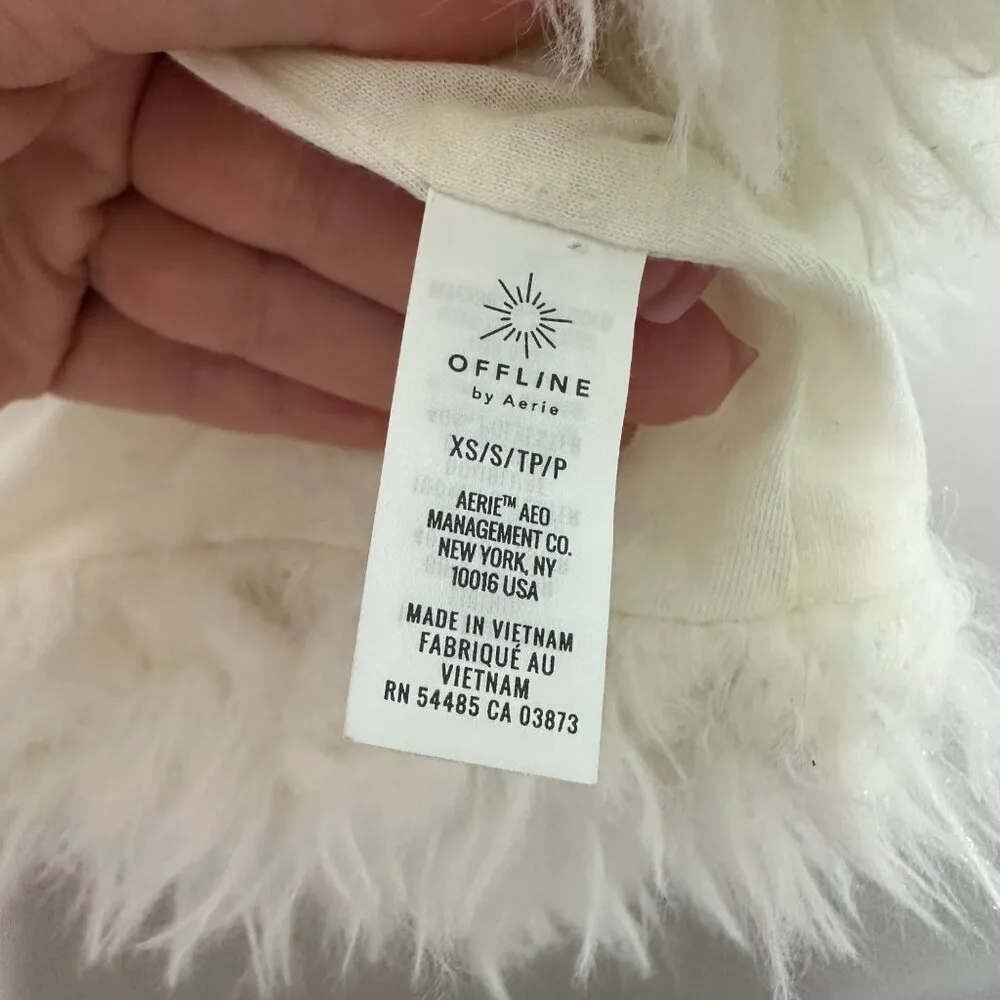 OFFLINE
by Aerie
XS/S/TP/P
AERIE™ AEO
MANAGEMENT CO.
NEW YORK, NY
10016 USA
MADE IN VIETNAM
FABRIQUÉ AU
VIETNAM
RN 54485 CA 03873